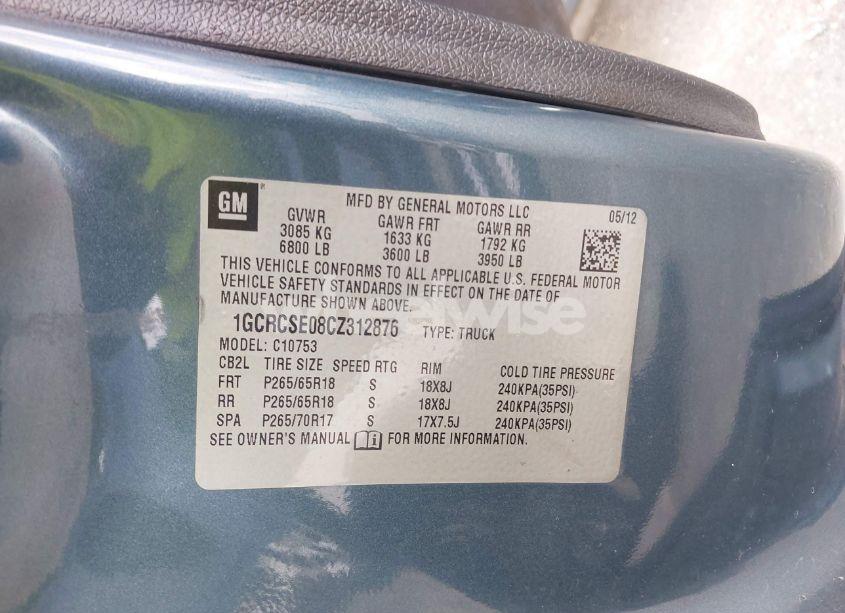 GM
MFD BY GENERAL MOTORS LLC
05/12
GVWR GAWR FRT GAWR RR
3085 KG 1633 KG 1792 KG
6800 LB 3600 LB 3950 LB
THIS VEHICLE CONFORMS TO ALL APPLICABLE U.S. FEDERAL MOTOR
VEHICLE SAFETY STANDARDS IN EFFECT ON THE DATE OF
MANUFACTURE SHOWN ABOVE.
1GCRCSE08CZ312876 TYPE: TRUCK
MODEL: C10753
CB2L TIRE SIZE SPEED RTG RIM COLD TIRE PRESSURE
FRT P265/65R18 S 18X8J 240KPA(35PSI)
RR P265/65R18 S 18X8J 240KPA(35PSI)
SPA P265/70R17 S 17X7.5J 240KPA(35PSI)
SEE OWNER'S MANUAL FOR MORE INFORMATION.